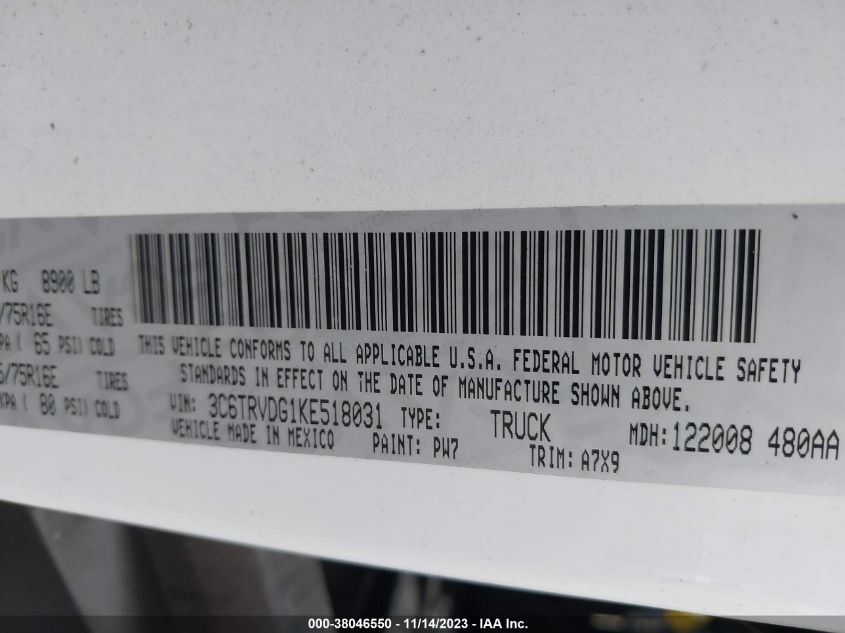 KG 8900 LB
/75R16E TIRES
PA ( 65 PSI) COLD
/75R16E TIRES
KPA ( 80 PSI) COLD
THIS VEHICLE CONFORMS TO ALL APPLICABLE U.S.A. FEDERAL MOTOR VEHICLE SAFETY
STANDARDS IN EFFECT ON THE DATE OF MANUFACTURE SHOWN ABOVE.
VIN: 3C6TRVDG1KE518031 TYPE: TRUCK MDH: 122008 480AA
VEHICLE MADE IN MEXICO PAINT: PW7 TRIM: A7X9
000-38046550 - 11/14/2023 - IAA Inc.